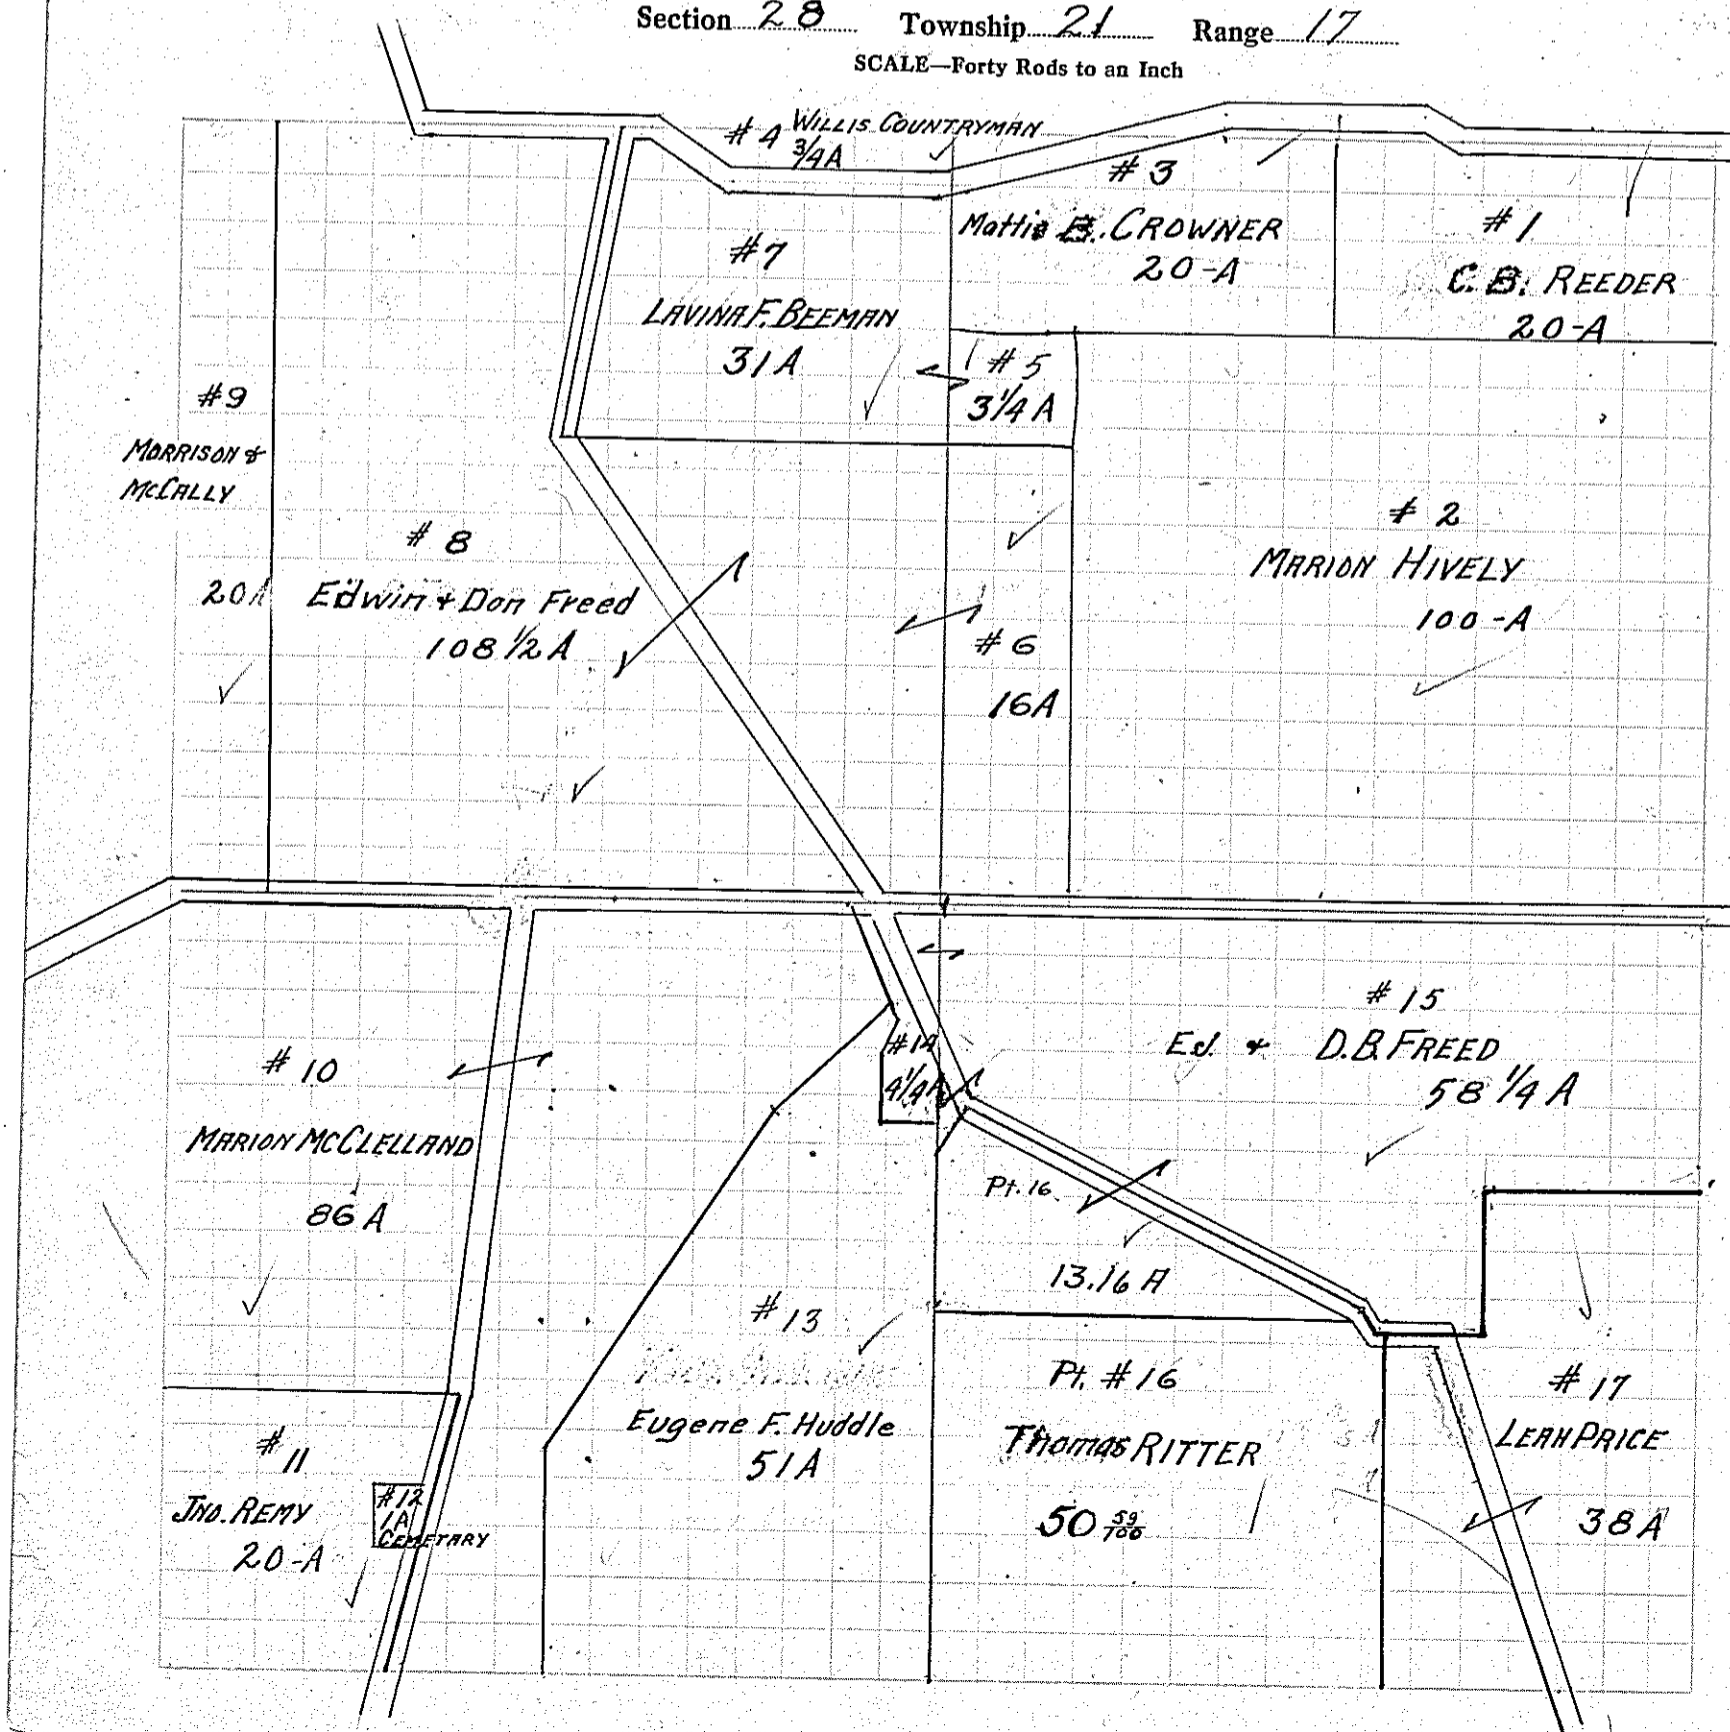 Section 28 Township 21 Range 17
SCALE—Forty Rods to an Inch
#4 WILLIS COUNTRYMAN
3/4A
#3
Mattie B. CROWNER
20-A
#1
C. B. REEDER
20-A
#7
LAVINA F. BEEMAN
31A
#5
3 1/4 A
#9
MORRISON &
McCALLY
20A
#8
Edwin + Don Freed
108 1/2 A
#2
MARION HIVELY
100-A
#6
16A
#10
MARION MCCLELLAND
86 A
#14
4 1/4 A
#15
Ed. + D.B. FREED
58 1/4 A
Pt. 16
13.16 A
#13
Eugene F. Huddle
51A
Pt. #16
Thomas RITTER
50 59/100
#17
LEAH PRICE
38A
#11
JNO. REMY
20-A
#12
1A
CEMETARY